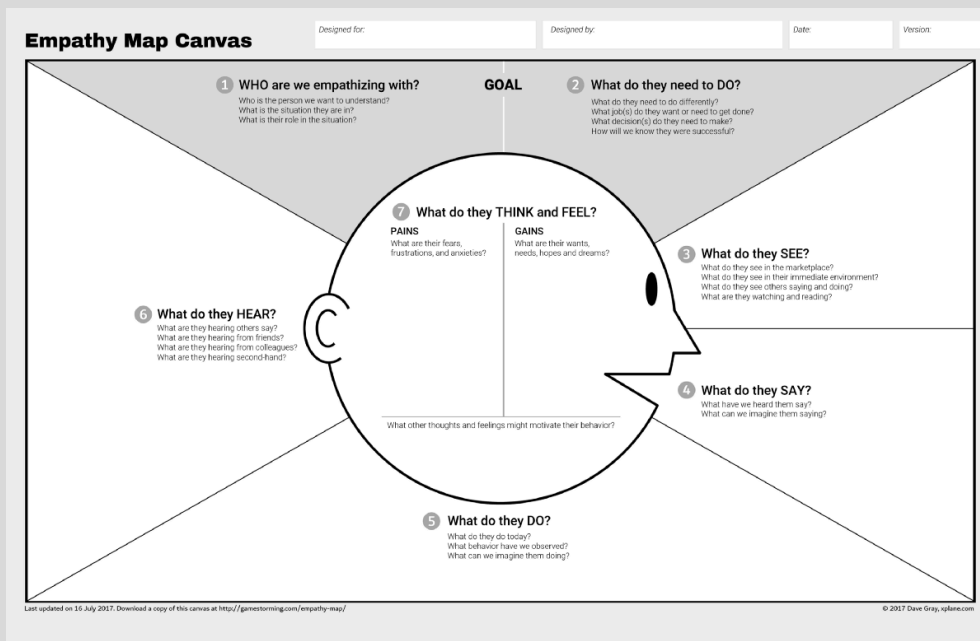 Empathy Map Canvas
Designed for:
Designed by:
Date:
Version:
1 WHO are we empathizing with?
Who is the person we want to understand?
What is the situation they are in?
What is their role in the situation?
GOAL
2 What do they need to DO?
What do they need to do differently?
What job(s) do they want or need to get done?
What decision(s) do they need to make?
How will we know they were successful?
3 What do they SEE?
What do they see in the marketplace?
What do they see in their immediate environment?
What do they see others saying and doing?
What are they watching and reading?
4 What do they SAY?
What have we heard them say?
What can we imagine them saying?
5 What do they DO?
What do they do today?
What behavior have we observed?
What can we imagine them doing?
6 What do they HEAR?
What are they hearing others say?
What are they hearing from friends?
What are they hearing from colleagues?
What are they hearing second-hand?
7 What do they THINK and FEEL?
PAINS
What are their fears,
frustrations, and anxieties?
GAINS
What are their wants,
needs, hopes and dreams?
What other thoughts and feelings might motivate their behavior?
Last updated on 16 July 2017. Download a copy of this canvas at http://gamestorming.com/empathy-map/
© 2017 Dave Gray, xplane.com